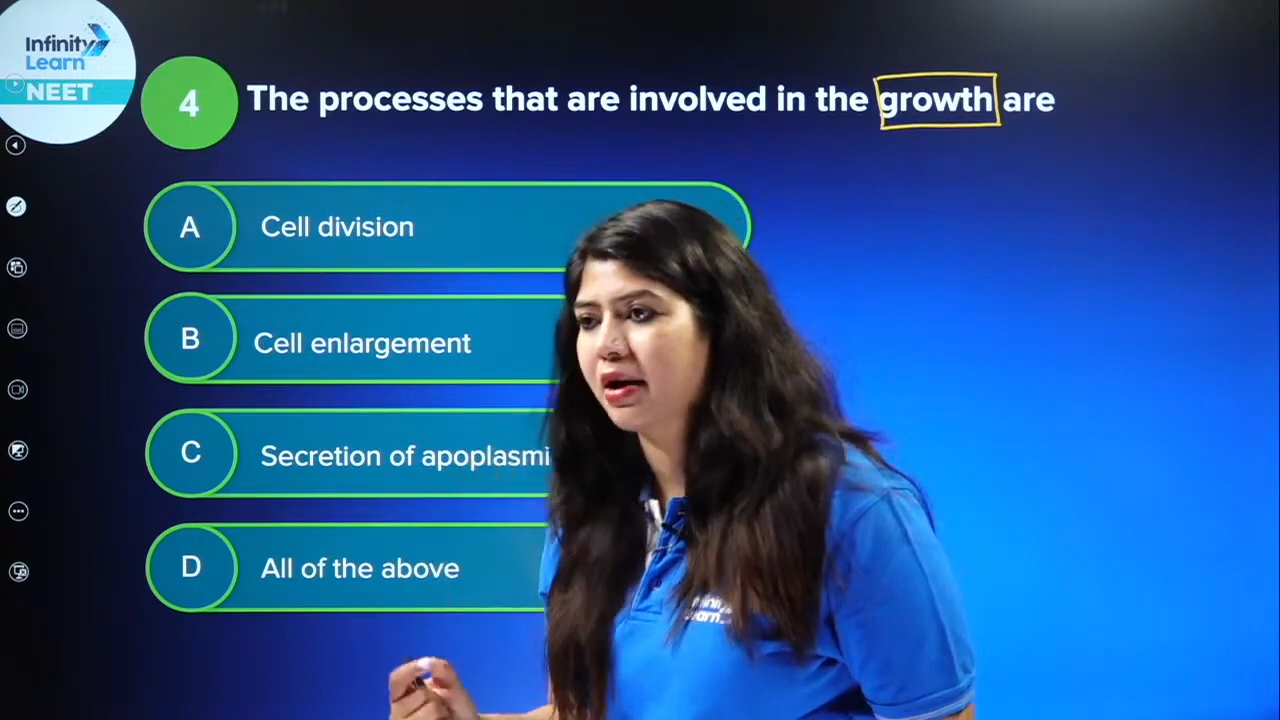 Infinity
Learn
NEET
4 The processes that are involved in the growth are
A Cell division
B Cell enlargement
C Secretion of
D All of the above